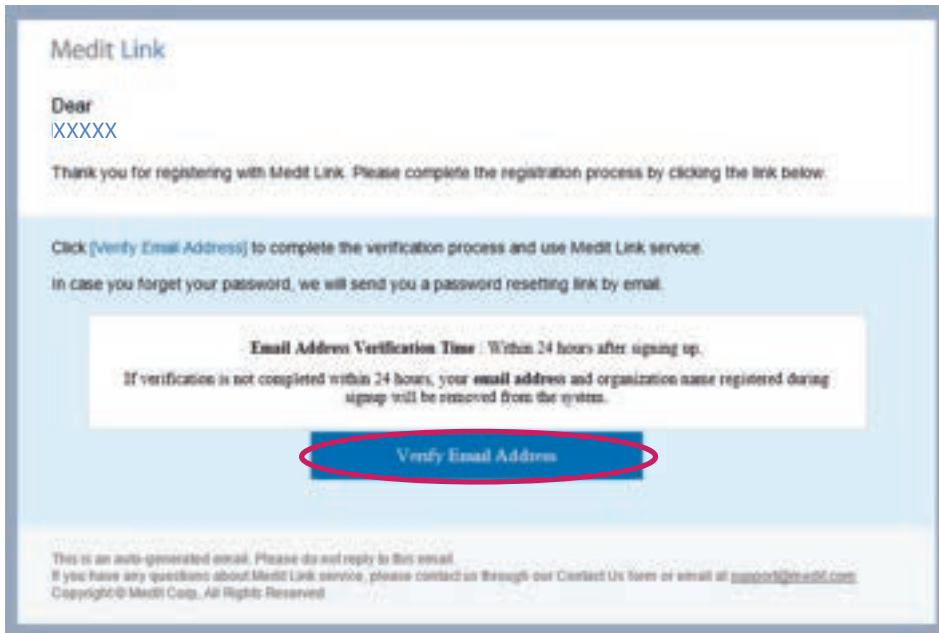 Medit Link
Dear
XXXXX
Thank you for registering with Medit Link. Please complete the registration process by clicking the link below.
Click [Verify Email Address] to complete the verification process and use Medit Link service.
In case you forget your password, we will send you a password resetting link by email.
Email Address Verification Time : Within 24 hours after signing up.
If verification is not completed within 24 hours, your email address and organization name registered during
signup will be removed from the system.
Verify Email Address
This is an auto-generated email. Please do not reply to this email.
If you have any questions about Medit Link service, please contact us through our Contact Us form or email at support@medit.com
Copyright© Medit Corp, All Rights Reserved